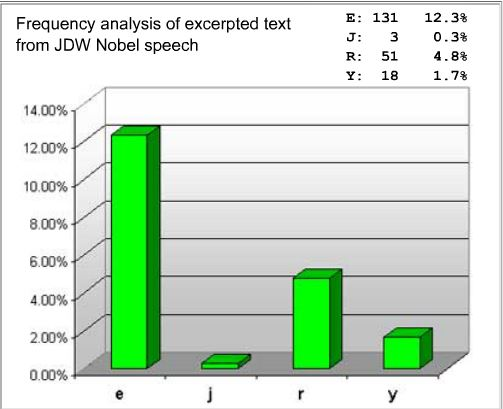 Frequency analysis of excerpted text
from JDW Nobel speech
E: 131 12.3%
J: 3 0.3%
R: 51 4.8%
Y: 18 1.7%
14.00%
12.00%
10.00%
8.00%
6.00%
4.00%
2.00%
0.00%
e j r y